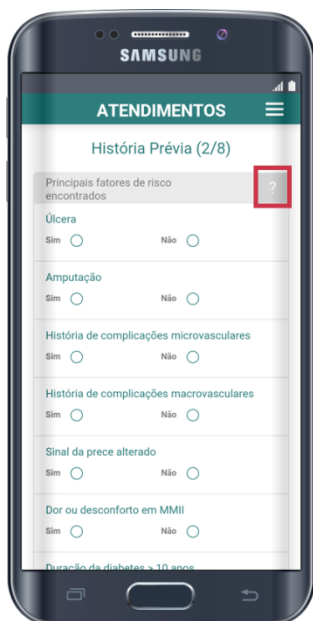 SAMSUNG
ATENDIMENTOS
História Prévia (2/8)
Principais fatores de risco
encontrados
?
Úlcera
Sim Não
Amputação
Sim Não
História de complicações microvasculares
Sim Não
História de complicações macrovasculares
Sim Não
Sinal da prece alterado
Sim Não
Dor ou desconforto em MMII
Sim Não
Duração da diabetes > 10 anos